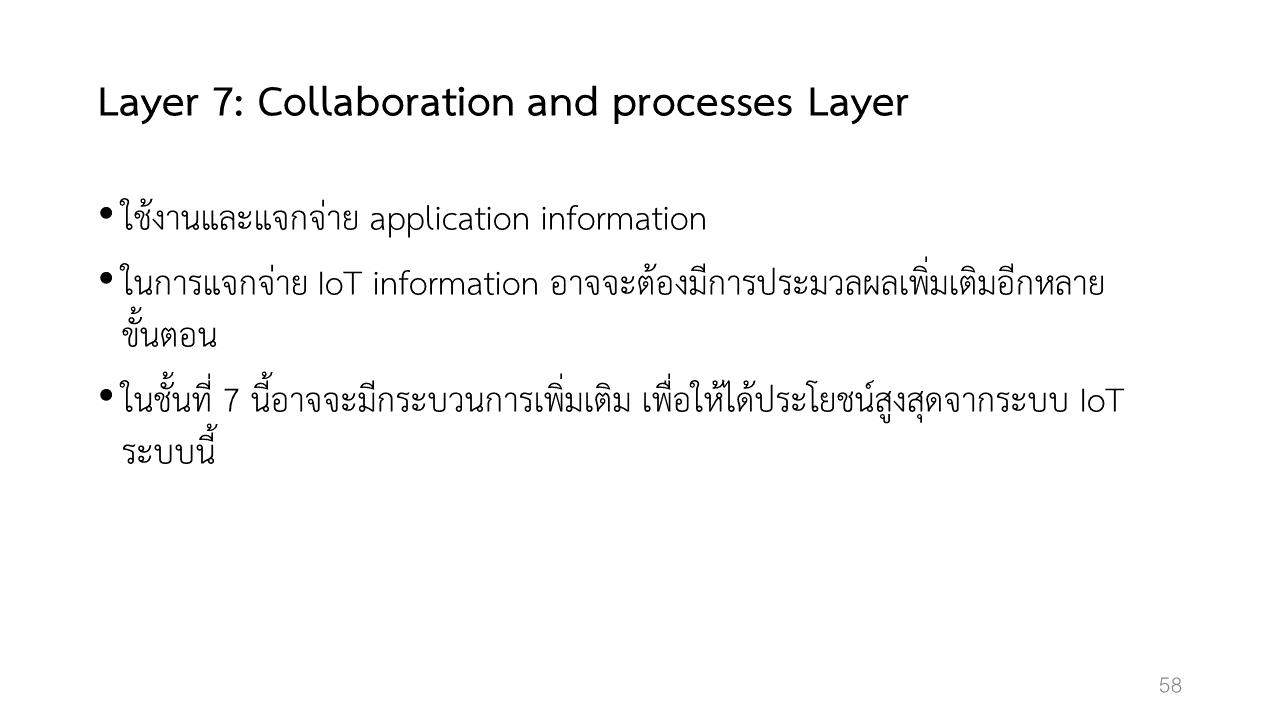 Layer 7: Collaboration and processes Layer
•ใช้งานและแจกจ่าย application information
•ในการแจกจ่าย IoT information อาจจะต้องมีการประมวลผลเพิ่มเติมอีกหลาย
ขั้นตอน
•ในชั้นที่ 7 นี้อาจจะมีกระบวนการเพิ่มเติม เพื่อให้ได้ประโยชน์สูงสุดจากระบบ IoT
ระบบนี้
58